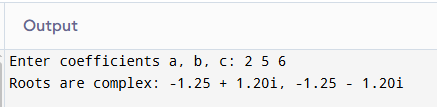 Output
Enter coefficients a, b, c: 2 5 6
Roots are complex: -1.25 + 1.20i, -1.25 - 1.20i